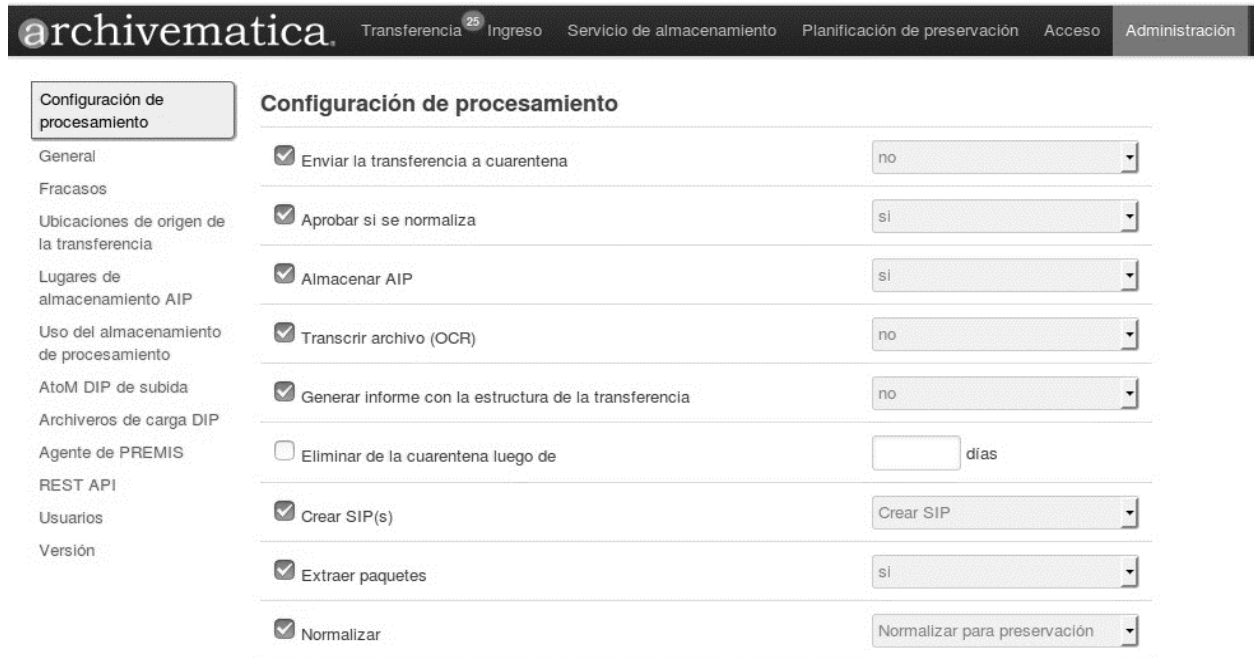 archivematica.
Transferencia 25 Ingreso Servicio de almacenamiento Planificación de preservación Acceso Administración
Configuración de
procesamiento
General
Fracasos
Ubicaciones de origen de
la transferencia
Lugares de
almacenamiento AIP
Uso del almacenamiento
de procesamiento
AtoM DIP de subida
Archiveros de carga DIP
Agente de PREMIS
REST API
Usuarios
Versión
Configuración de procesamiento
Enviar la transferencia a cuarentena no
Aprobar si se normaliza si
Almacenar AIP si
Transcrir archivo (OCR) no
Generar informe con la estructura de la transferencia no
Eliminar de la cuarentena luego de días
Crear SIP(s) Crear SIP
Extraer paquetes si
Normalizar Normalizar para preservación